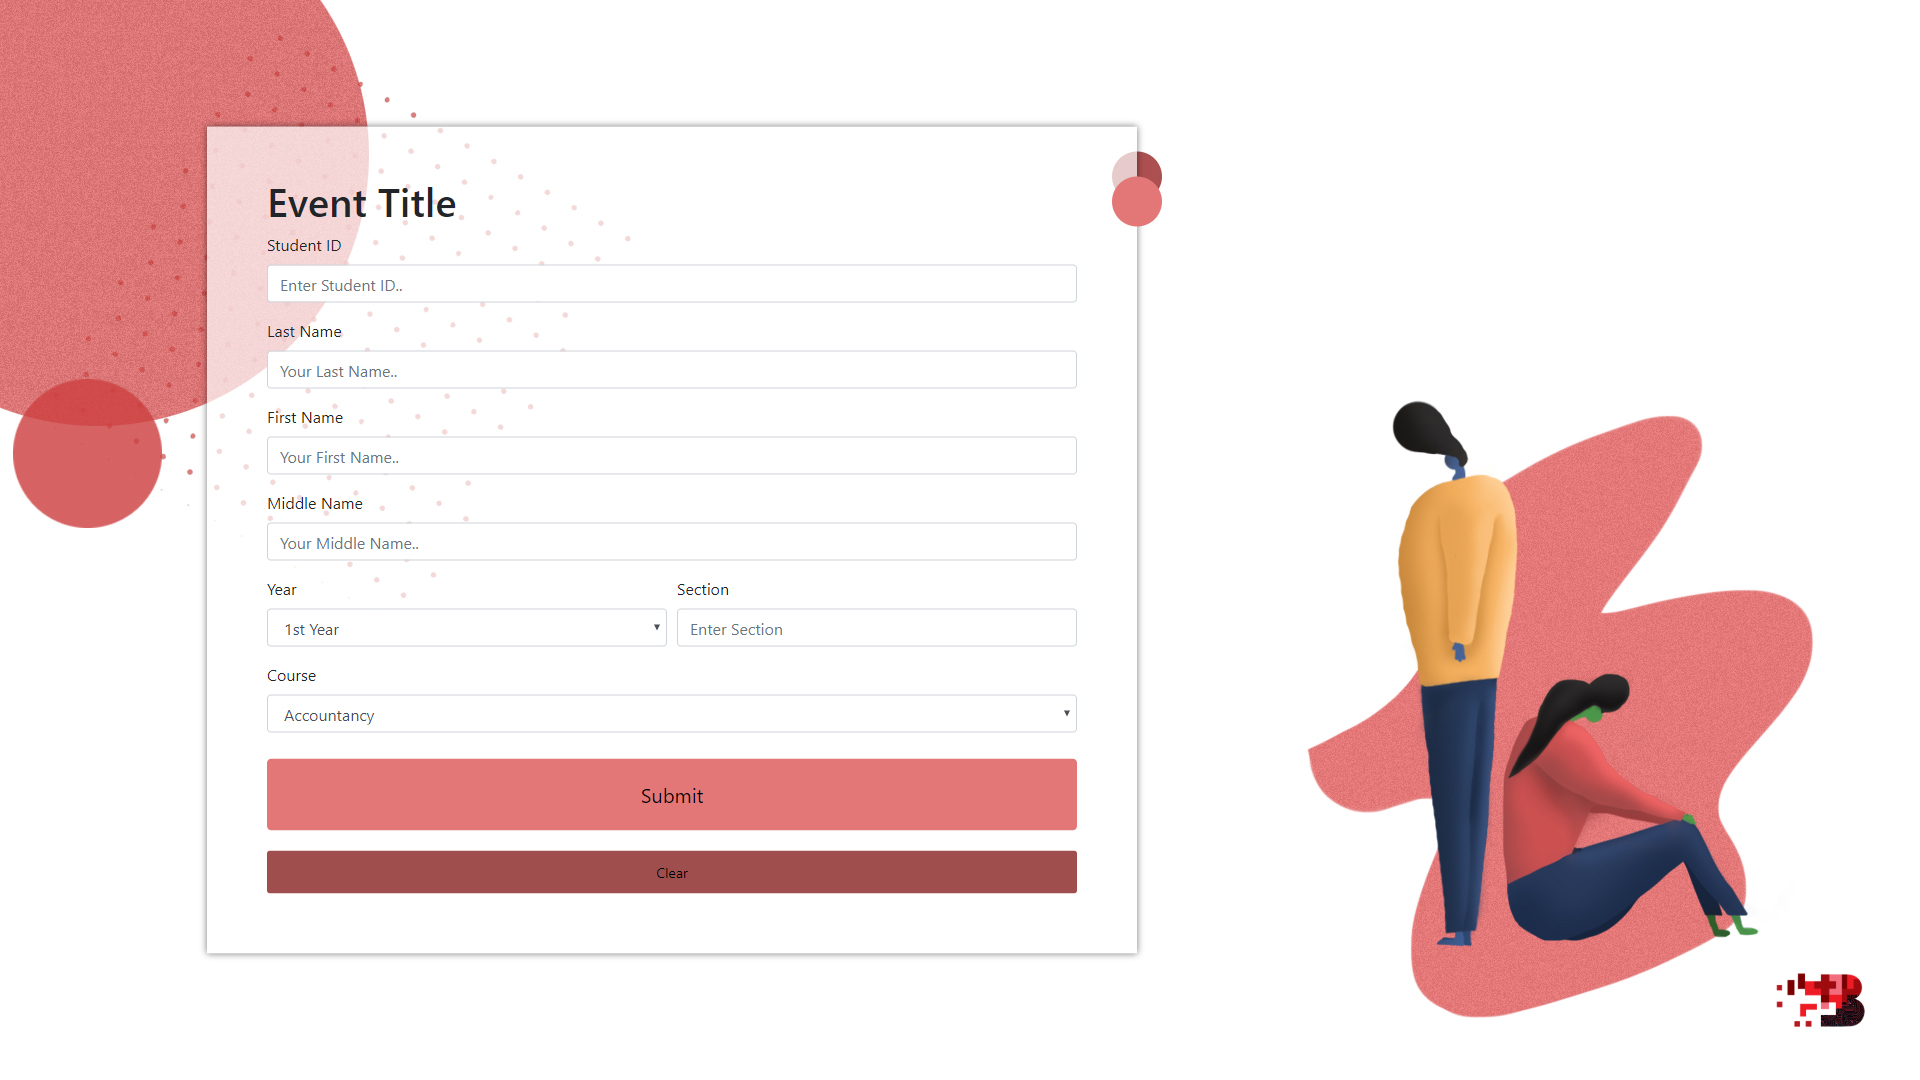 Event Title
Student ID
Enter Student ID..
Last Name
Your Last Name..
First Name
Your First Name..
Middle Name
Your Middle Name..
Year Section
1st Year Enter Section
Course
Accountancy
Submit
Clear
B